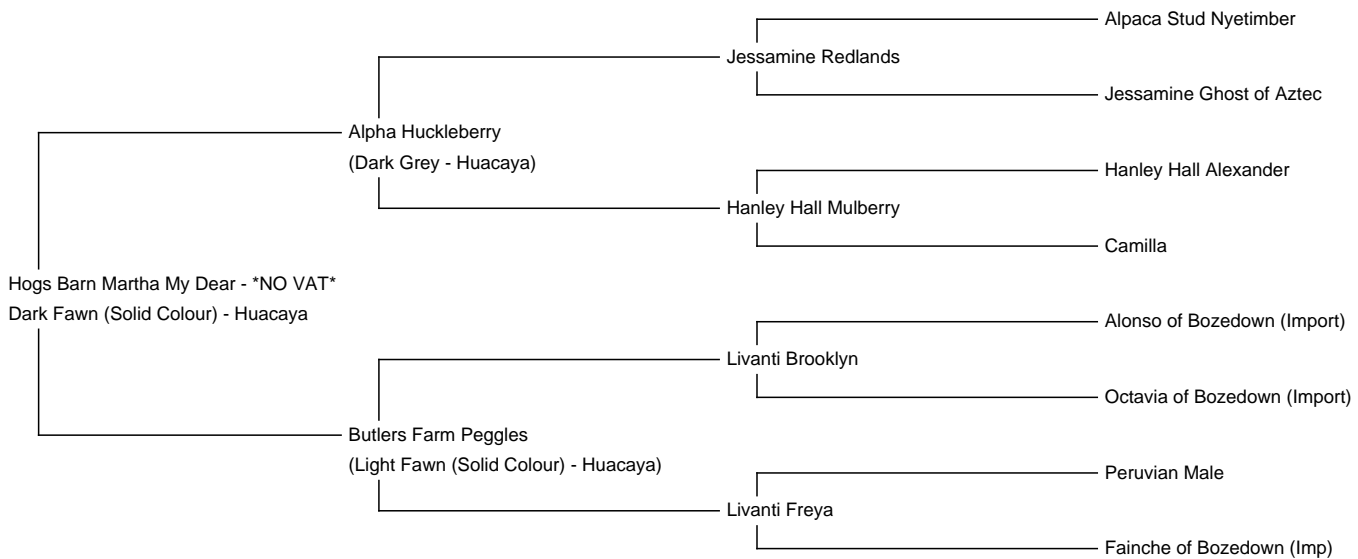 Alpaca Stud Nyetimber
Jessamine Redlands
Jessamine Ghost of Aztec
Alpha Huckleberry
(Dark Grey - Huacaya)
Hanley Hall Alexander
Hanley Hall Mulberry
Camilla
Hogs Barn Martha My Dear - *NO VAT*
Dark Fawn (Solid Colour) - Huacaya
Alonso of Bozedown (Import)
Livanti Brooklyn
Octavia of Bozedown (Import)
Butlers Farm Peggles
(Light Fawn (Solid Colour) - Huacaya)
Peruvian Male
Livanti Freya
Fainche of Bozedown (Imp)